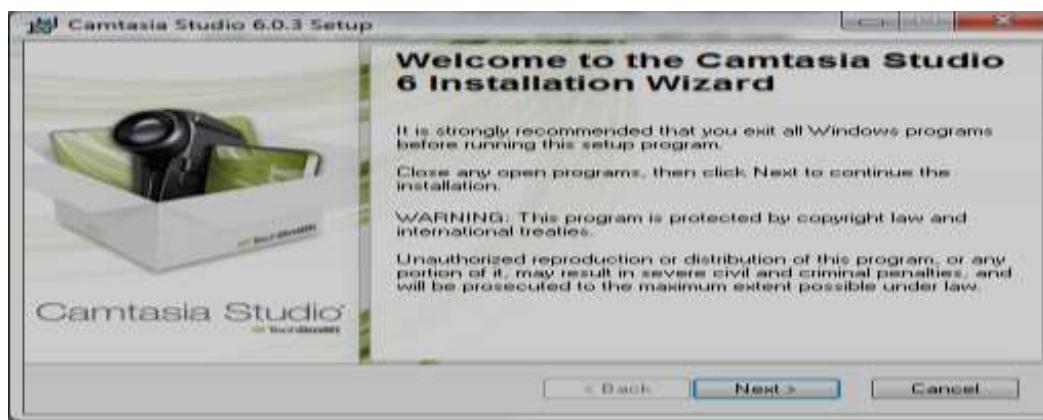 Camtasia Studio 6.0.3 Setup
Welcome to the Camtasia Studio
6 Installation Wizard
It is strongly recommended that you exit all Windows programs
before running this setup program.
Close any open programs, then click Next to continue the
installation.
WARNING: This program is protected by copyright law and
international treaties.
Unauthorized reproduction or distribution of this program, or any
portion of it, may result in severe civil and criminal penalties, and
will be prosecuted to the maximum extent possible under law.
TechSmith
Camtasia Studio
TechSmith
< Back
Next >
Cancel